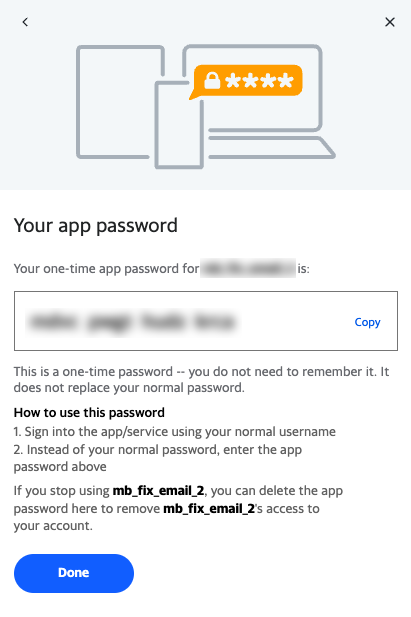 Your app password
Your one-time app password for is:
Copy
This is a one-time password -- you do not need to remember it. It
does not replace your normal password.
How to use this password
1. Sign into the app/service using your normal username
2. Instead of your normal password, enter the app
password above
If you stop using mb_fix_email_2, you can delete the app
password here to remove mb_fix_email_2's access to
your account.
Done